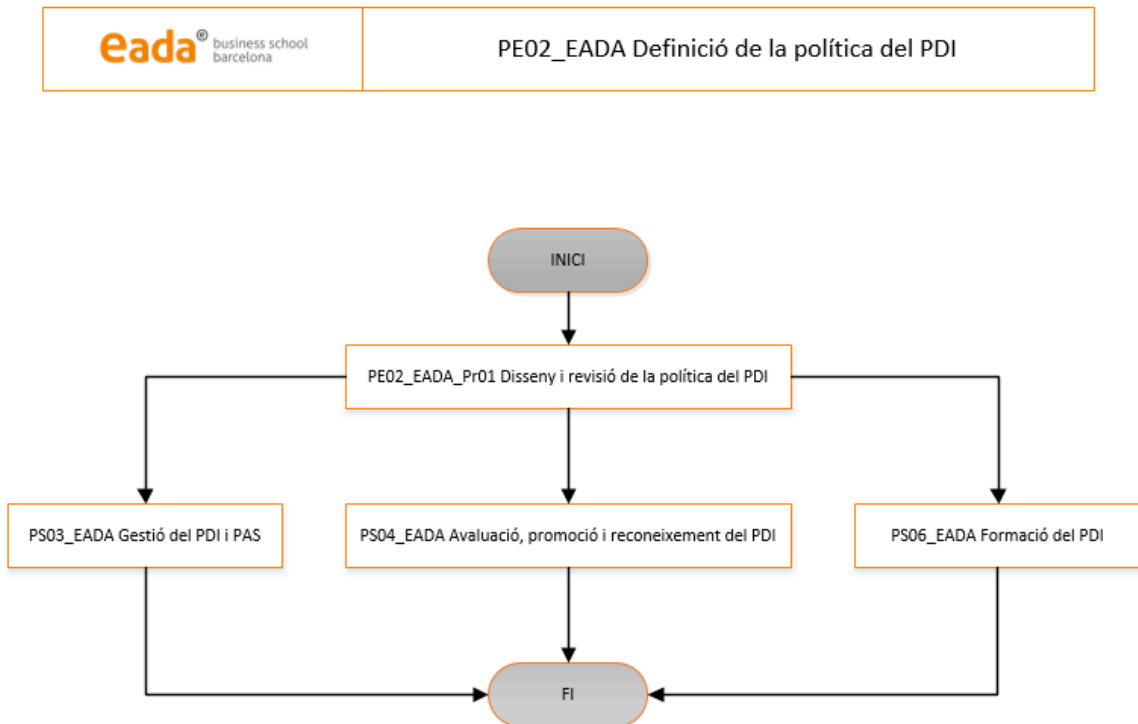 eada® business school
barcelona
PE02_EADA Definició de la política del PDI
INICI
PE02_EADA_Pr01 Disseny i revisió de la política del PDI
PS03_EADA Gestió del PDI i PAS
PS04_EADA Avaluació, promoció i reconeixement del PDI
PS06_EADA Formació del PDI
FI